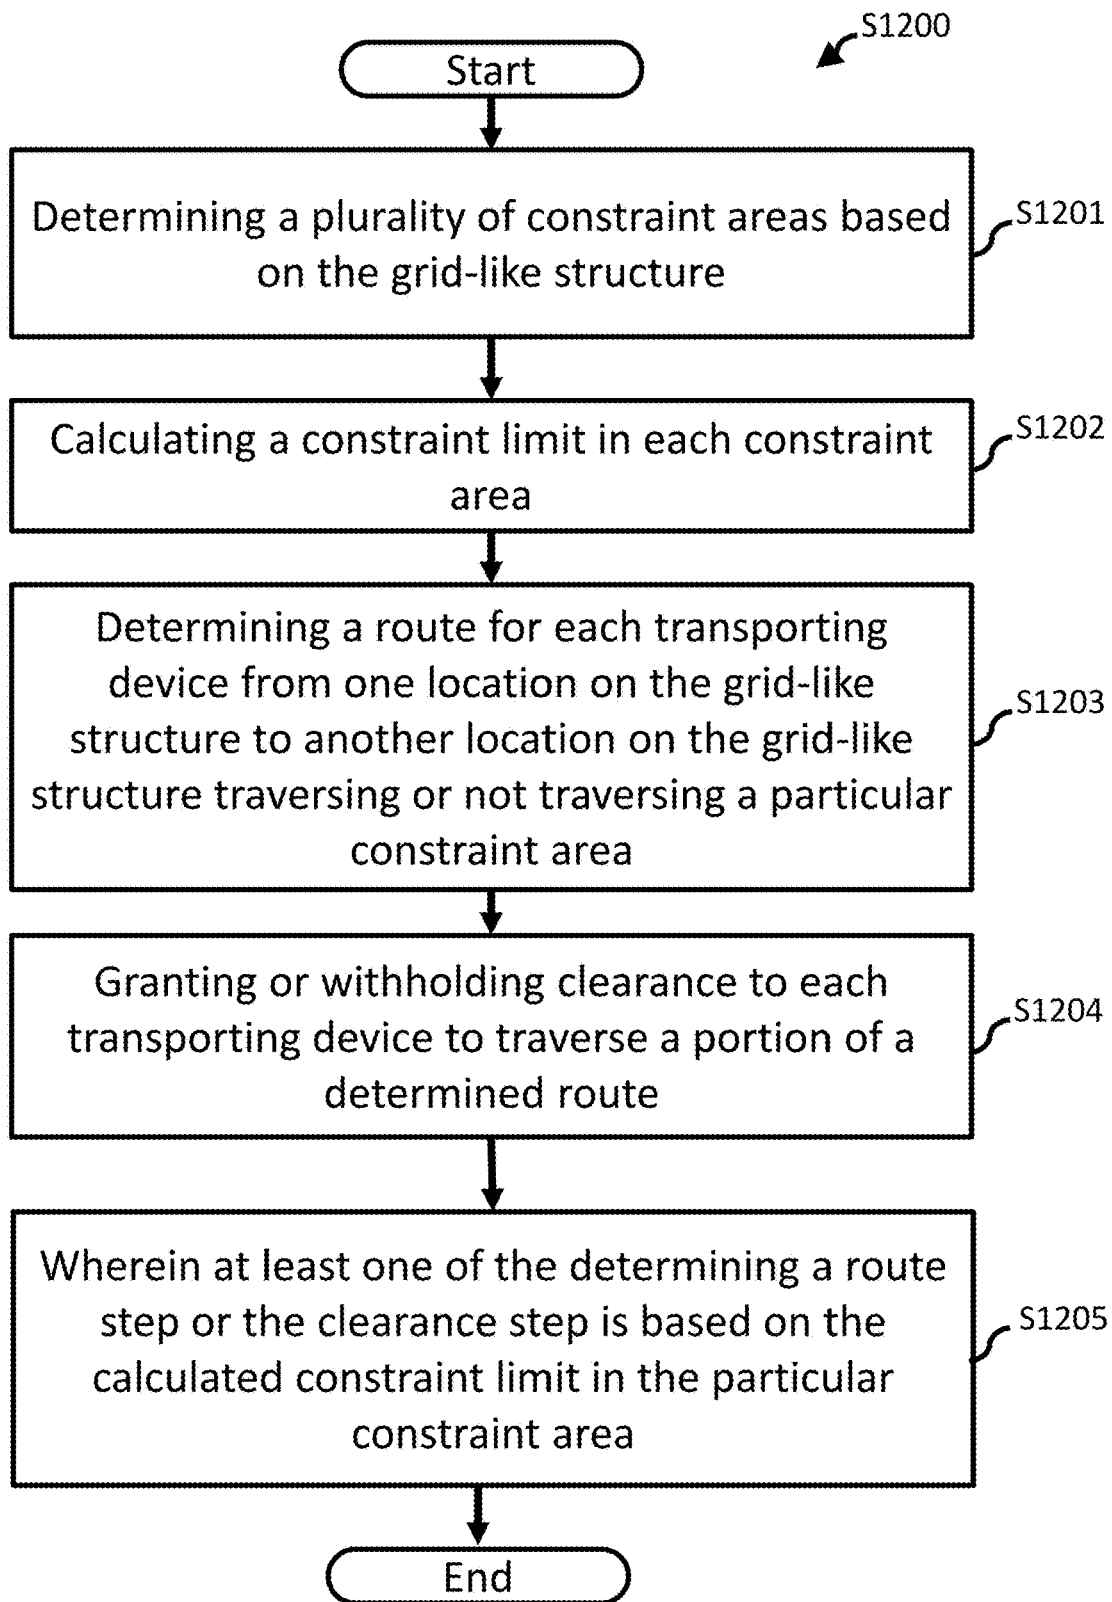 S1200
Start
Determining a plurality of constraint areas based
on the grid-like structure
S1201
Calculating a constraint limit in each constraint
area
S1202
Determining a route for each transporting
device from one location on the grid-like
structure to another location on the grid-like
structure traversing or not traversing a particular
constraint area
S1203
Granting or withholding clearance to each
transporting device to traverse a portion of a
determined route
S1204
Wherein at least one of the determining a route
step or the clearance step is based on the
calculated constraint limit in the particular
constraint area
S1205
End